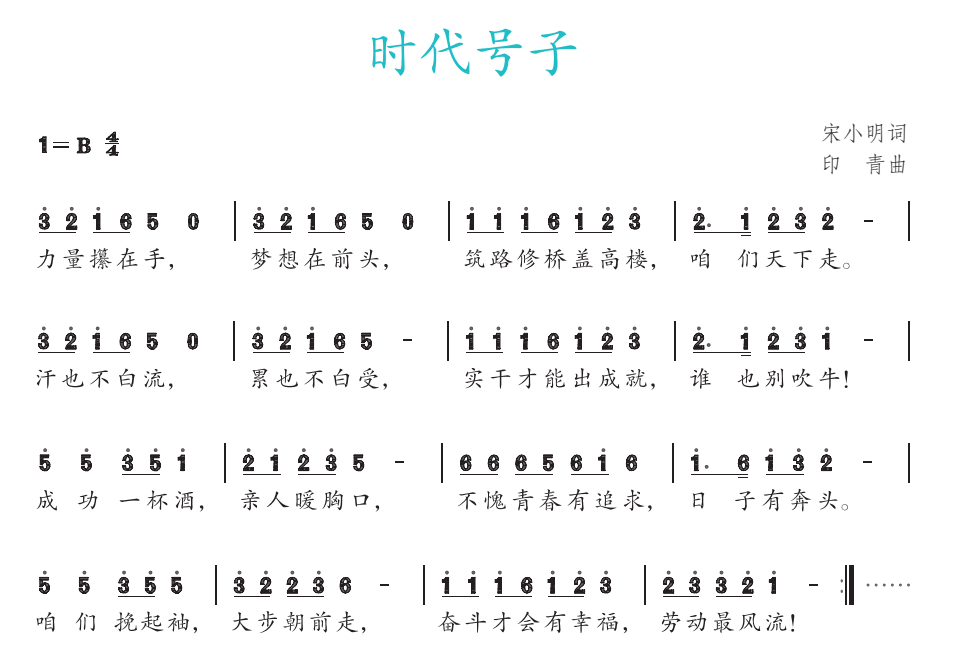 时代号子
1=B 4/4
宋小明词
印 青曲
3̇ 2̇ 1̇ 6 5 0 | 3̇ 2̇ 1̇ 6 5 0 | 1̇ 1̇ 1̇ 6 1̇ 2̇ 3̇ | 2̇. 1̇ 2̇ 3̇ 2̇ - |
力量攥在手， 梦想在前头， 筑路修桥盖高楼， 咱 们天下走。
3̇ 2̇ 1̇ 6 5 0 | 3̇ 2̇ 1̇ 6 5 - | 1̇ 1̇ 1̇ 6 1̇ 2̇ 3̇ | 2̇. 1̇ 2̇ 3̇ 1̇ - |
汗也不白流， 累也不白受， 实干才能出成就， 谁 也别吹牛！
5̇ 5̇ 3̇ 5̇ 1̇ | 2̇ 1̇ 2̇ 3̇ 5 - | 6 6 6 5 6 1̇ 6 | 1̇. 6 1̇ 3̇ 2̇ - |
成 功 一杯酒， 亲人暖胸口， 不愧青春有追求， 日 子有奔头。
5̇ 5̇ 3̇ 5̇ 5̇ | 3̇ 2̇ 2̇ 3̇ 6 - | 1̇ 1̇ 1̇ 6 1̇ 2̇ 3̇ | 2̇ 3̇ 3̇ 2̇ 1̇ - :‖ ······
咱 们 挽起袖， 大步朝前走， 奋斗才会有幸福， 劳动最风流！